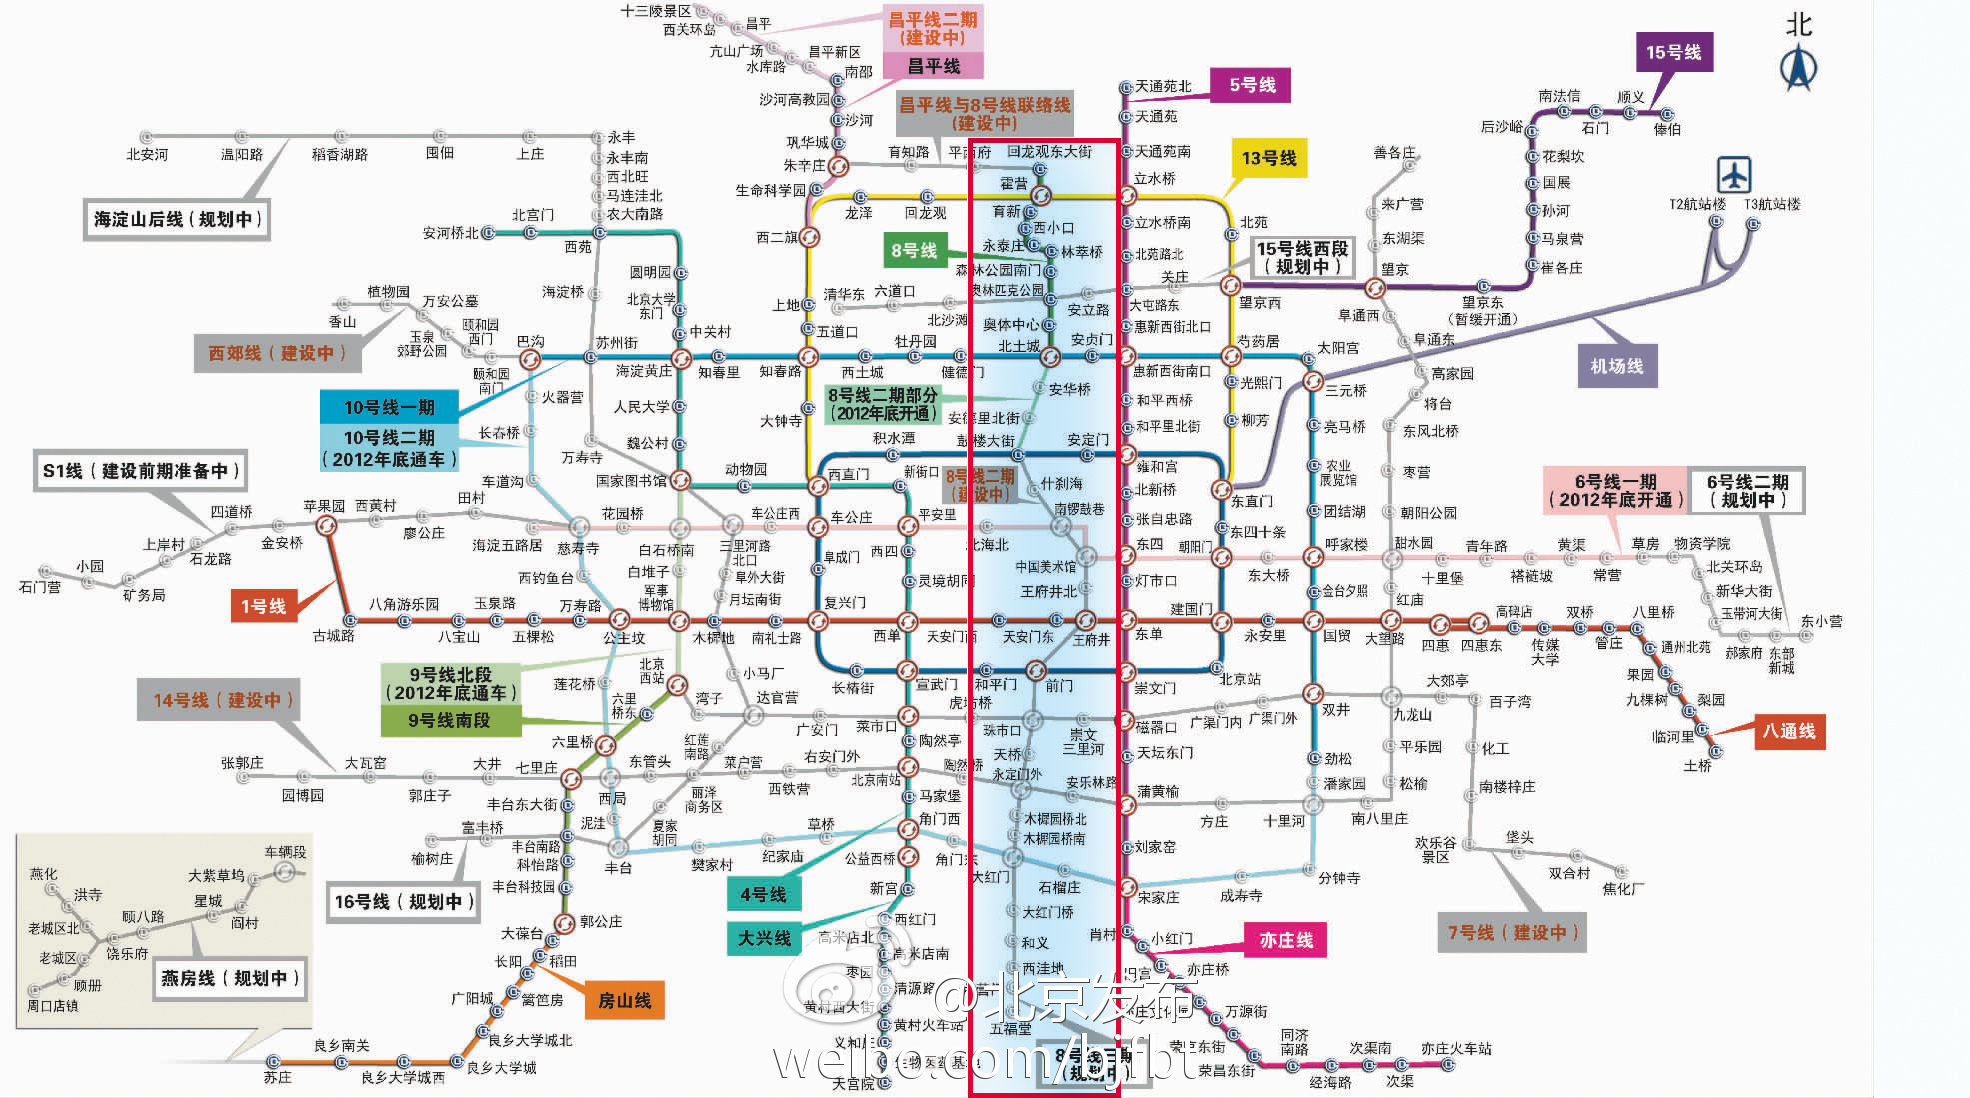 十三陵景区
西关环岛
昌平
亢山广场
水库路
昌平新区
南邵
昌平线二期
(建设中)
昌平线
沙河高教园
沙河
巩华城
朱辛庄
生命科学园
西二旗
昌平线与8号线联络线
(建设中)
育知路
平西府
回龙观东大街
霍营
育新
西小口
永泰庄
林萃桥
森林公园南门
奥林匹克公园
奥体中心
北土城
8号线
天通苑北
天通苑
天通苑南
立水桥
立水桥南
北苑路北
大屯路东
惠新西街北口
惠新西街南口
和平西桥
和平里北街
雍和宫
北新桥
张自忠路
东四
灯市口
东单
崇文门
磁器口
天坛东门
蒲黄榆
刘家窑
宋家庄
5号线
13号线
龙泽
回龙观
北苑
望京西
芍药居
光熙门
柳芳
东直门
上地
五道口
知春路
大钟寺
西直门
北
15号线
南法信
顺义
石门
俸伯
后沙峪
花梨坎
国展
孙河
马泉营
崔各庄
望京东
(暂缓开通)
望京
T2航站楼
T3航站楼
机场线
善各庄
来广营
东湖渠
阜通西
阜通东
高家园
将台
东风北桥
枣营
朝阳公园
甜水园
红庙
大望路
15号线西段
(规划中)
关庄
安立路
北沙滩
六道口
清华东
北安河
温阳路
稻香湖路
囤佃
上庄
永丰
永丰南
西北旺
马连洼北
农大南路
西苑
海淀山后线(规划中)
安河桥北
北宫门
圆明园
北京大学
东门
中关村
海淀黄庄
人民大学
魏公村
国家图书馆
动物园
新街口
平安里
西四
灵境胡同
西单
宣武门
菜市口
陶然亭
北京南站
马家堡
角门西
公益西桥
新宫
4号线
大兴线
西红门
高米店北
高米店南
枣园
清源路
黄村西大街
黄村火车站
义和庄
生物医药基地
天宫院
香山
植物园
万安公墓
玉泉
郊野公园
颐和园
西门
颐和园
南门
巴沟
西郊线(建设中)
海淀桥
苏州街
万寿寺
知春里
西土城
牡丹园
健德门
安贞门
太阳宫
三元桥
亮马桥
农业
展览馆
团结湖
呼家楼
金台夕照
国贸
双井
劲松
潘家园
十里河
分钟寺
成寿寺
石榴庄
大红门
角门东
草桥
纪家庙
樊家村
丰台
泥洼
西局
六里桥
莲花桥
公主坟
西钓鱼台
慈寿寺
车道沟
长春桥
火器营
10号线一期
10号线二期
(2012年底通车)
S1线(建设前期准备中)
石门营
小园
矿务局
上岸村
石龙路
四道桥
金安桥
苹果园
西黄村
廖公庄
田村
1号线
古城路
八角游乐园
八宝山
玉泉路
五棵松
万寿路
军事
博物馆
木樨地
南礼士路
复兴门
天安门西
天安门东
王府井
建国门
永安里
四惠
四惠东
高碑店
传媒
大学
双桥
管庄
八里桥
通州北苑
果园
九棵树
梨园
临河里
土桥
八通线
海淀五路居
花园桥
白石桥南
三里河路
北口
车公庄西
车公庄
北海北
南锣鼓巷
中国美术馆
朝阳门
东大桥
十里堡
青年路
褡裢坡
黄渠
常营
草房
物资学院
北关环岛
新华大街
玉带河大街
郝家府
东部
新城
东小营
6号线一期
(2012年底开通)
6号线二期
(规划中)
积水潭
鼓楼大街
安定门
东四十条
北京站
前门
和平门
长椿街
阜成门
8号线二期部分
(2012年底开通)
安华桥
安德里北街
8号线二期
(建设中)
什刹海
王府井北
珠市口
天桥
永定门外
木樨园桥北
木樨园桥南
大红门桥
和义
西洼地
五福堂
8号线三期
(规划中)
白堆子
阜外大街
月坛南街
小马厂
达官营
北京
西站
六里
桥东
9号线北段
(2012年底通车)
9号线南段
七里庄
丰台东大街
丰台南路
科怡路
丰台科技园
郭公庄
湾子
广安门
虎坊桥
崇文
三里河
广渠门内
广渠门外
九龙山
大郊亭
百子湾
化工
南楼梓庄
欢乐谷
景区
垡头
双合村
焦化厂
7号线(建设中)
平乐园
松榆
南八里庄
方庄
安乐林路
陶然桥
右安门外
西铁营
菜户营
丽泽
商务区
红莲
南路
夏家
胡同
东管头
大井
郭庄子
大瓦窑
园博园
张郭庄
14号线(建设中)
富丰桥
榆树庄
16号线(规划中)
大葆台
稻田
长阳
篱笆房
广阳城
良乡大学城北
良乡大学城
良乡大学城西
良乡南关
苏庄
房山线
车辆段
大紫草坞
阎村
星城
顾八路
饶乐府
燕化
洪寺
老城区北
老城区
顾册
周口店镇
燕房线(规划中)
肖村
小红门
旧宫
亦庄桥
亦庄文化园
万源街
荣京东街
荣昌东街
同济
南路
经海路
次渠南
次渠
亦庄火车站
亦庄线
@北京发布
weibo.com/bjfbt